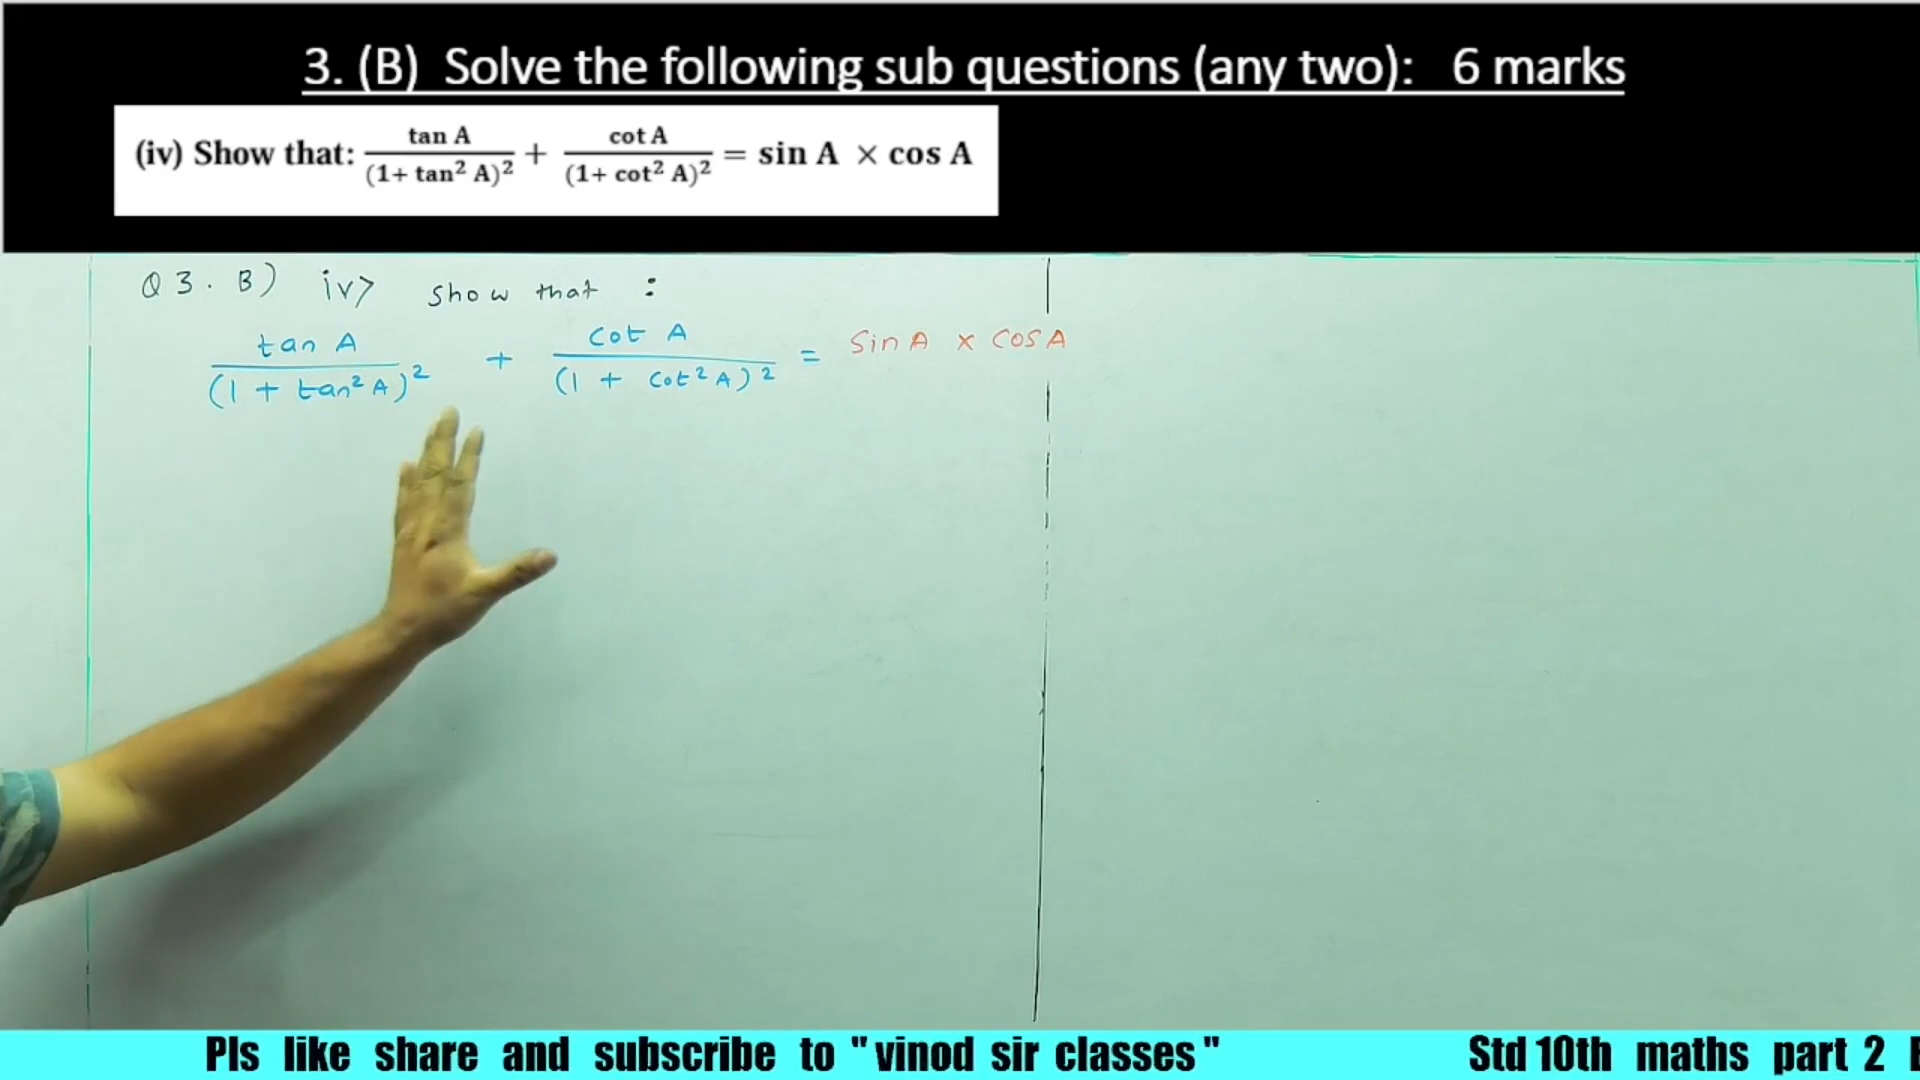 3. (B) Solve the following sub questions (any two): 6 marks
(iv) Show that: tan A / (1+ tan² A)² + cot A / (1+ cot² A)² = sin A × cos A
Q 3. B) iv> show that :
tan A / (1 + tan² A)² + cot A / (1 + cot² A)² = sin A × cos A
Pls like share and subscribe to "vinod sir classes" Std 10th maths part 2